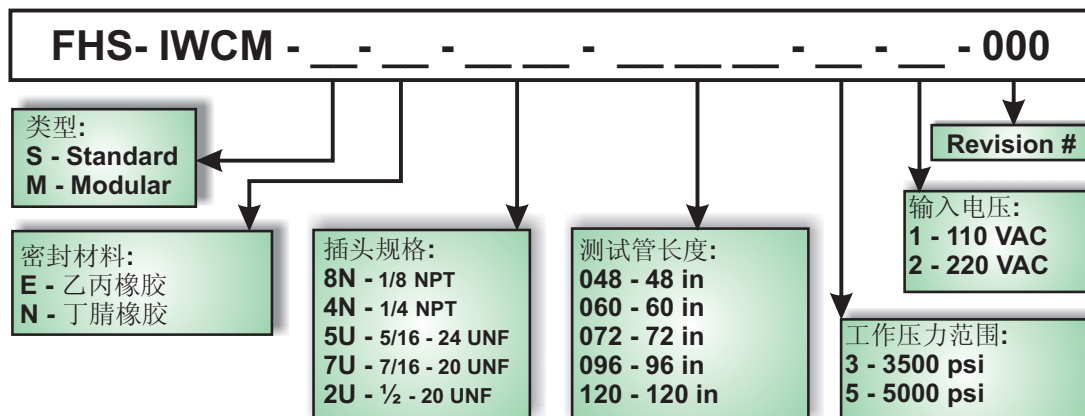 FHS- IWCM - __ - __ - __ __ - __ __ __ - __ - __ - 000
类型:
S - Standard
M - Modular
密封材料:
E - 乙丙橡胶
N - 丁腈橡胶
插头规格:
8N - 1/8 NPT
4N - 1/4 NPT
5U - 5/16 - 24 UNF
7U - 7/16 - 20 UNF
2U - ½ - 20 UNF
测试管长度:
048 - 48 in
060 - 60 in
072 - 72 in
096 - 96 in
120 - 120 in
Revision #
输入电压:
1 - 110 VAC
2 - 220 VAC
工作压力范围:
3 - 3500 psi
5 - 5000 psi